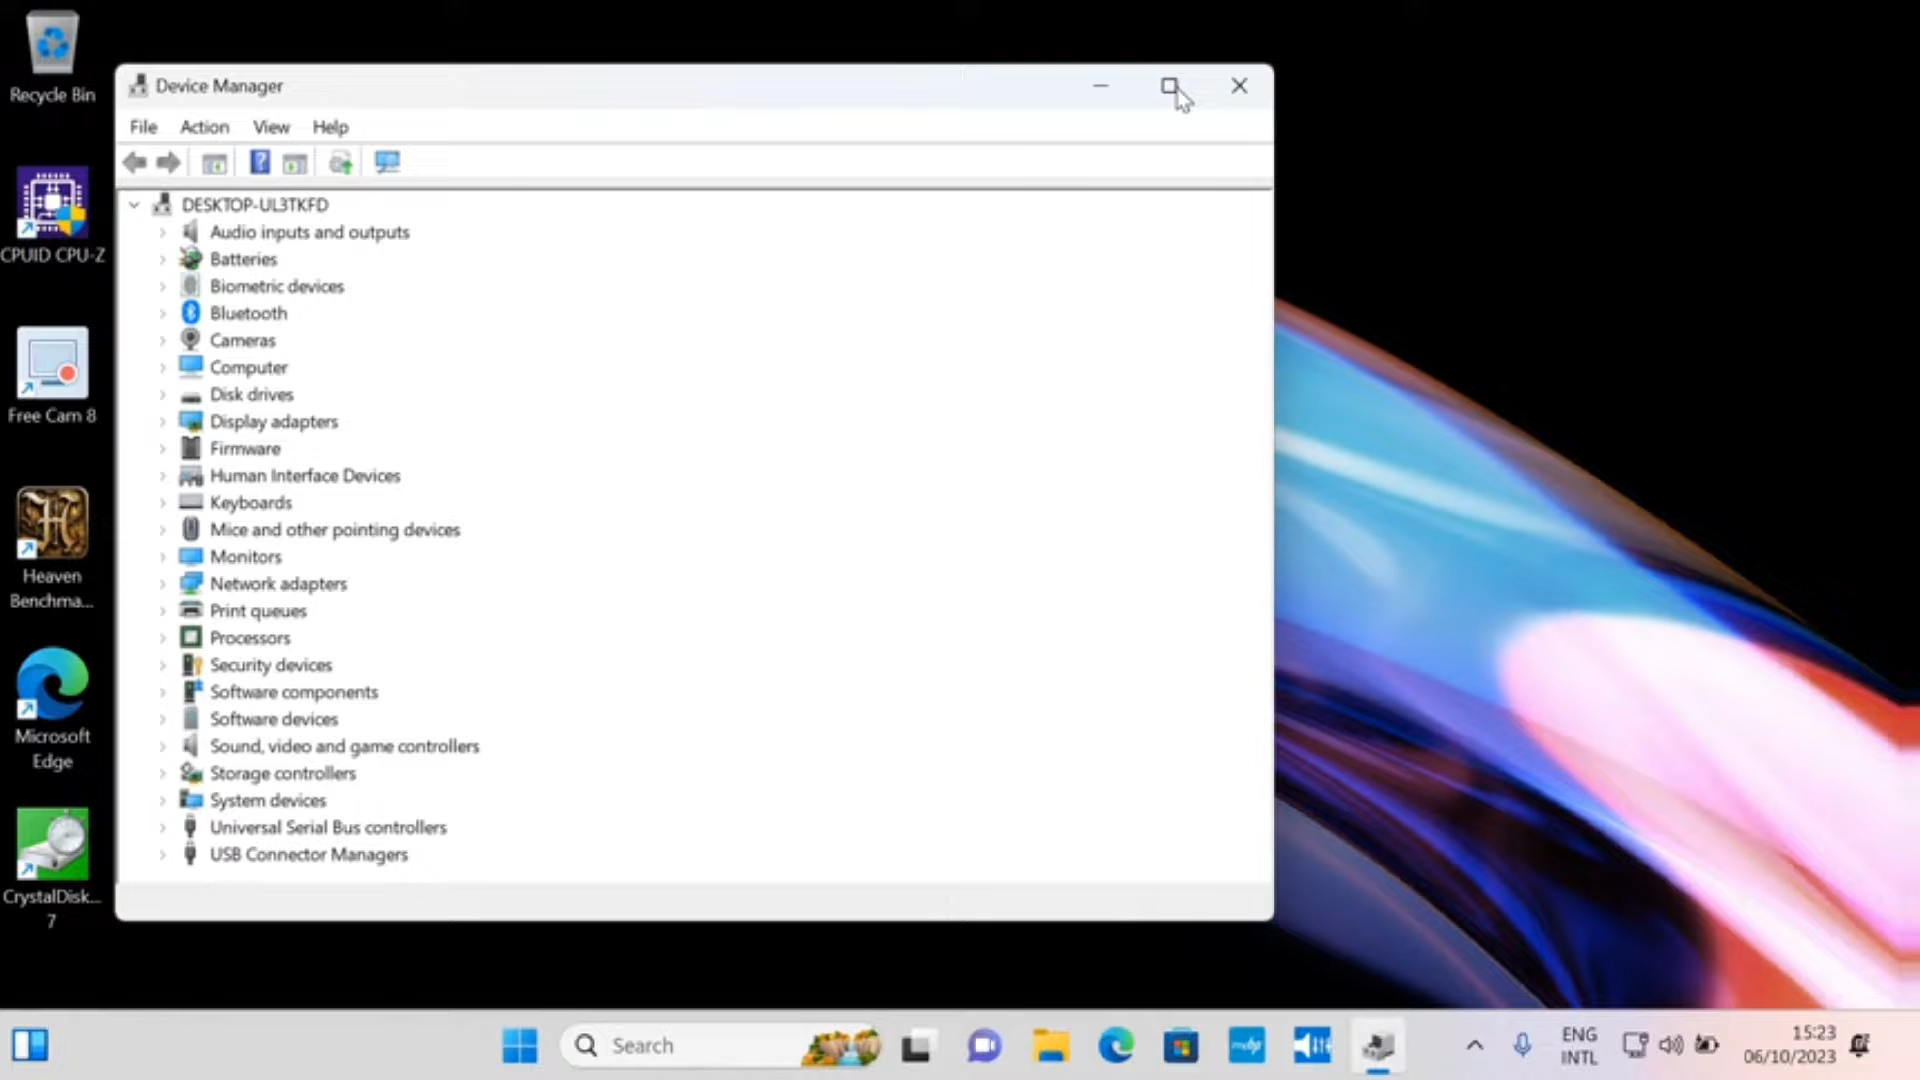 Recycle Bin
CPUID CPU-Z
Free Cam 8
Heaven
Benchma...
Microsoft
Edge
CrystalDisk...
7
Device Manager
File Action View Help
DESKTOP-UL3TKFD
Audio inputs and outputs
Batteries
Biometric devices
Bluetooth
Cameras
Computer
Disk drives
Display adapters
Firmware
Human Interface Devices
Keyboards
Mice and other pointing devices
Monitors
Network adapters
Print queues
Processors
Security devices
Software components
Software devices
Sound, video and game controllers
Storage controllers
System devices
Universal Serial Bus controllers
USB Connector Managers
Search
myhp
ENG
INTL
15:23
06/10/2023